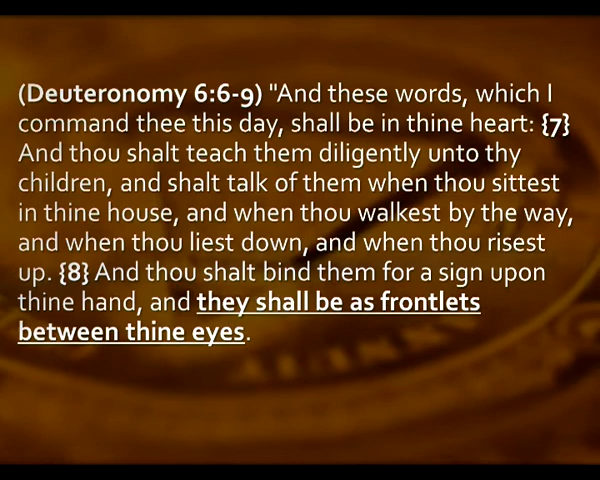 (Deuteronomy 6:6-9) "And these words, which I
command thee this day, shall be in thine heart: {7}
And thou shalt teach them diligently unto thy
children, and shalt talk of them when thou sittest
in thine house, and when thou walkest by the way,
and when thou liest down, and when thou risest
up. {8} And thou shalt bind them for a sign upon
thine hand, and they shall be as frontlets
between thine eyes.